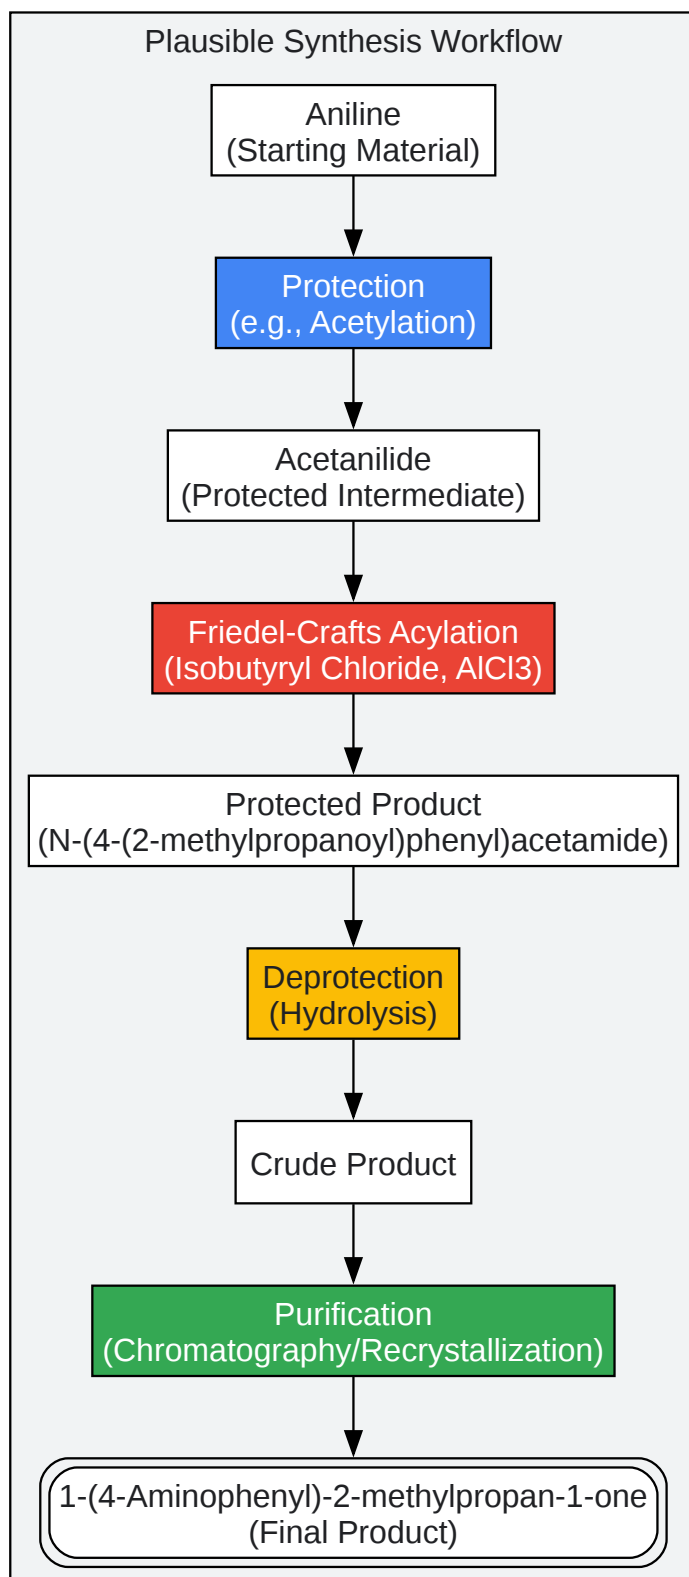 Plausible Synthesis Workflow
Aniline
(Starting Material)
Protection
(e.g., Acetylation)
Acetanilide
(Protected Intermediate)
Friedel-Crafts Acylation
(Isobutyryl Chloride, AlCl3)
Protected Product
(N-(4-(2-methylpropanoyl)phenyl)acetamide)
Deprotection
(Hydrolysis)
Crude Product
Purification
(Chromatography/Recrystallization)
1-(4-Aminophenyl)-2-methylpropan-1-one
(Final Product)